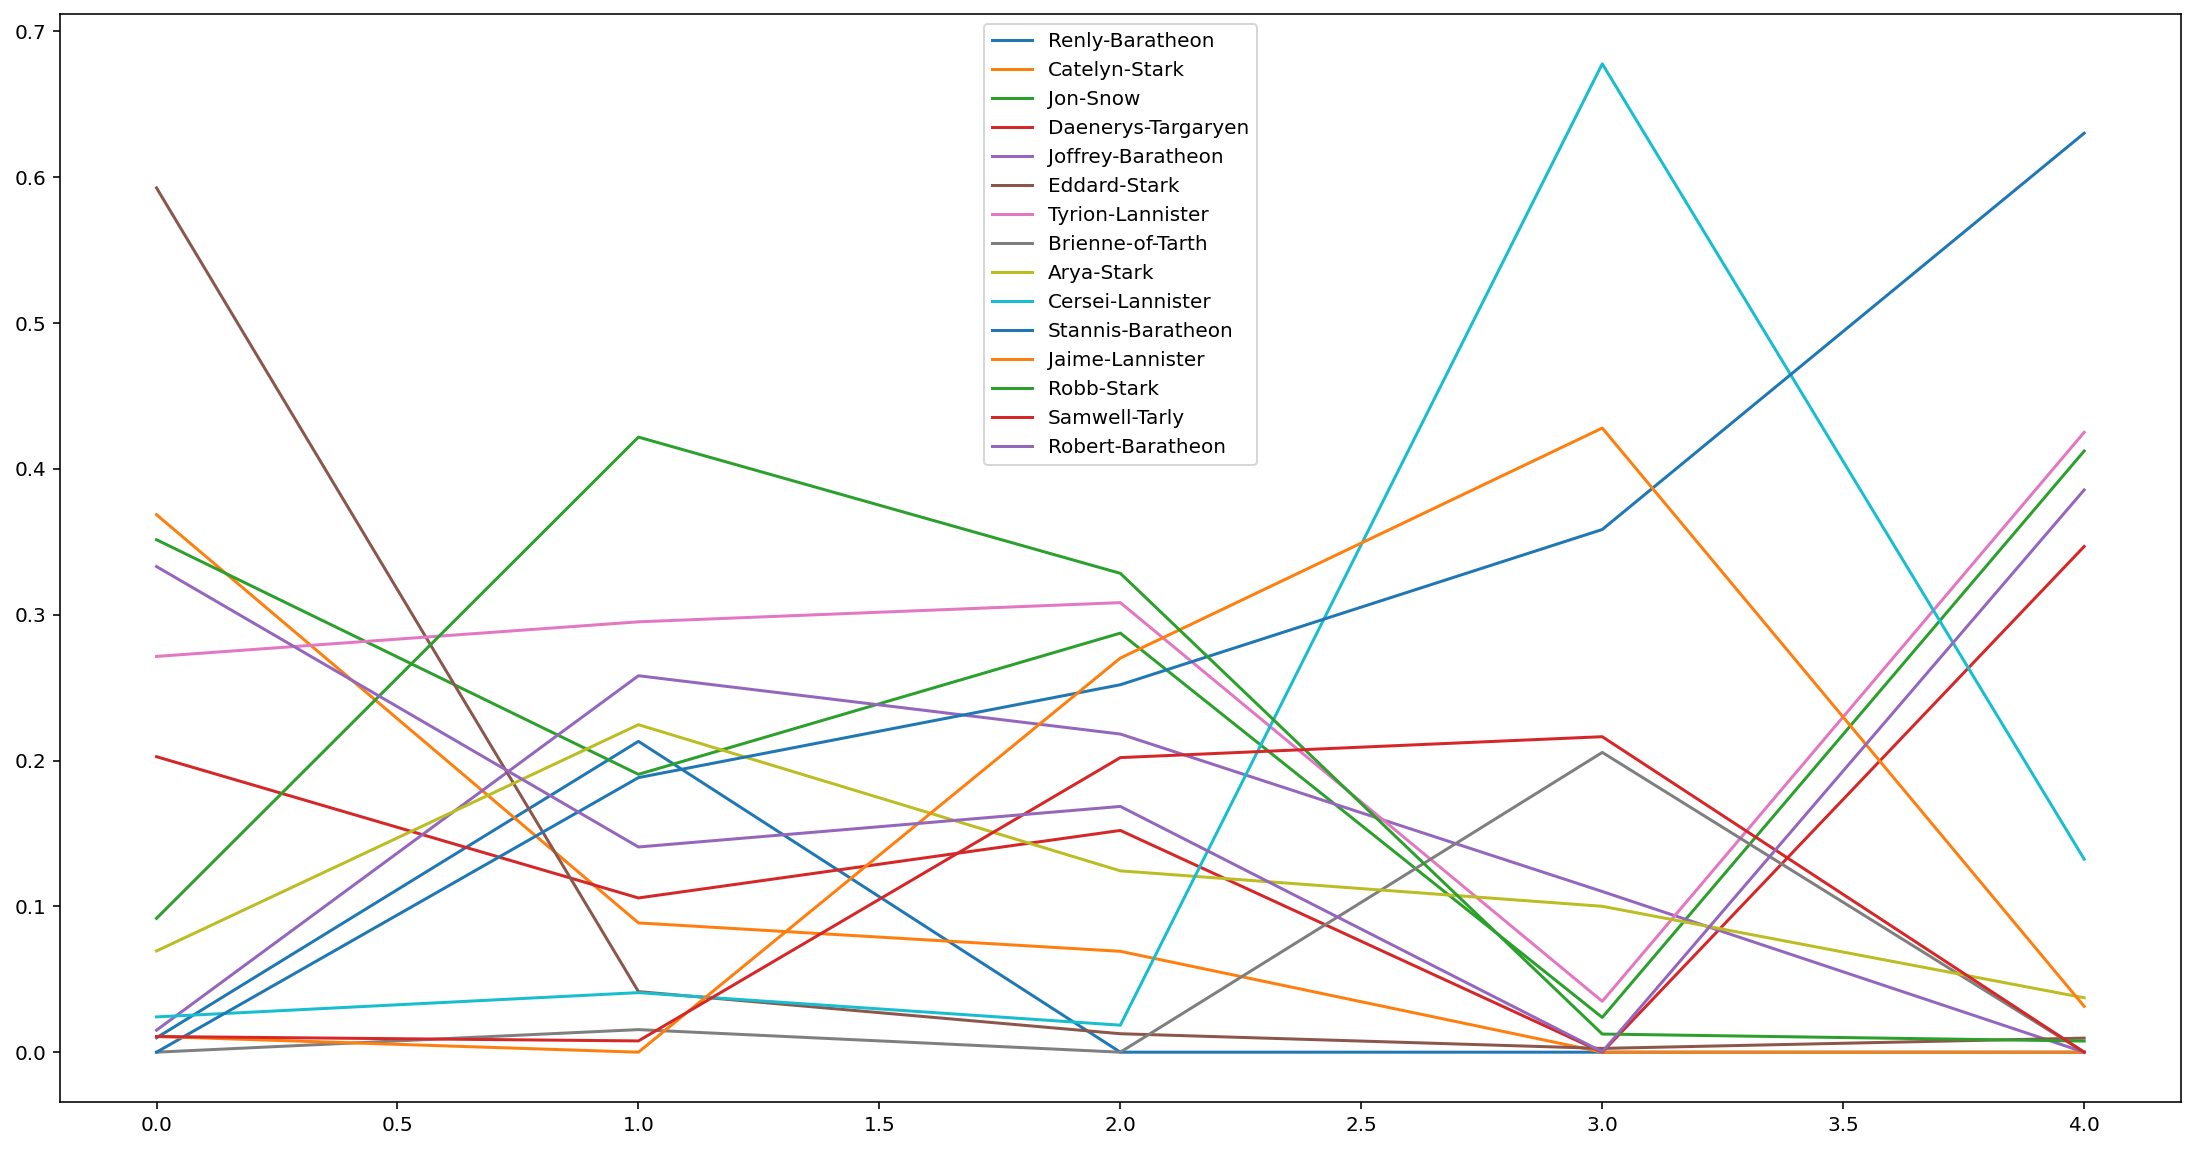 0.7
0.6
0.5
0.4
0.3
0.2
0.1
0.0
Renly-Baratheon
Catelyn-Stark
Jon-Snow
Daenerys-Targaryen
Joffrey-Baratheon
Eddard-Stark
Tyrion-Lannister
Brienne-of-Tarth
Arya-Stark
Cersei-Lannister
Stannis-Baratheon
Jaime-Lannister
Robb-Stark
Samwell-Tarly
Robert-Baratheon
0.0 0.5 1.0 1.5 2.0 2.5 3.0 3.5 4.0